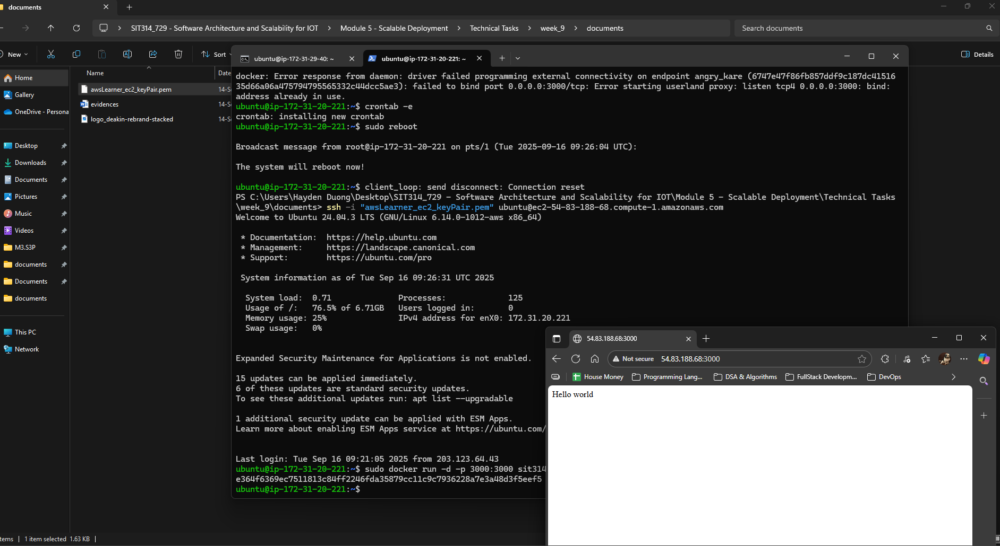 documents
SIT314_729 - Software Architecture and Scalability for IOT > Module 5 - Scalable Deployment > Technical Tasks > week_9 > documents
Search documents
New
Sort
Details
Name
Date
Home
Gallery
OneDrive - Persona
Desktop
Downloads
Documents
Pictures
Music
Videos
M3.S3P
documents
Documents
documents
This PC
Network
awsLearner_ec2_keyPair.pem 14-S
evidences 14-S
logo_deakin-rebrand-stacked 14-S
1 item selected 1.63 KB
ubuntu@ip-172-31-29-40: ~
ubuntu@ip-172-31-20-221: ~
docker: Error response from daemon: driver failed programming external connectivity on endpoint angry_kare (6747e47f86fb857ddf9c187dc41516
35d66a06a475794795565332c44dcc5ae3): failed to bind port 0.0.0.0:3000/tcp: Error starting userland proxy: listen tcp4 0.0.0.0:3000: bind:
address already in use.
ubuntu@ip-172-31-20-221:~$ crontab -e
crontab: installing new crontab
ubuntu@ip-172-31-20-221:~$ sudo reboot
Broadcast message from root@ip-172-31-20-221 on pts/1 (Tue 2025-09-16 09:26:04 UTC):
The system will reboot now!
ubuntu@ip-172-31-20-221:~$ client_loop: send disconnect: Connection reset
PS C:\Users\Hayden Duong\Desktop\SIT314_729 - Software Architecture and Scalability for IOT\Module 5 - Scalable Deployment\Technical Tasks
\week_9\documents> ssh -i "awsLearner_ec2_keyPair.pem" ubuntu@ec2-54-83-188-68.compute-1.amazonaws.com
Welcome to Ubuntu 24.04.3 LTS (GNU/Linux 6.14.0-1012-aws x86_64)
* Documentation: https://help.ubuntu.com
* Management: https://landscape.canonical.com
* Support: https://ubuntu.com/pro
System information as of Tue Sep 16 09:26:31 UTC 2025
System load: 0.71 Processes: 125
Usage of /: 76.5% of 6.71GB Users logged in: 0
Memory usage: 25% IPv4 address for enX0: 172.31.20.221
Swap usage: 0%
Expanded Security Maintenance for Applications is not enabled.
15 updates can be applied immediately.
6 of these updates are standard security updates.
To see these additional updates run: apt list --upgradable
1 additional security update can be applied with ESM Apps.
Learn more about enabling ESM Apps service at https://ubuntu.com/
Last login: Tue Sep 16 09:21:05 2025 from 203.123.64.43
ubuntu@ip-172-31-20-221:~$ sudo docker run -d -p 3000:3000 sit314
e364f6369ec7511813c84ff2246fda35879cc11c9c7936228a7e3a48d3f5eef5
ubuntu@ip-172-31-20-221:~$
54.83.188.68:3000
Not secure 54.83.188.68:3000
House Money
Programming Lang...
DSA & Algorithms
FullStack Developm...
DevOps
Hello world